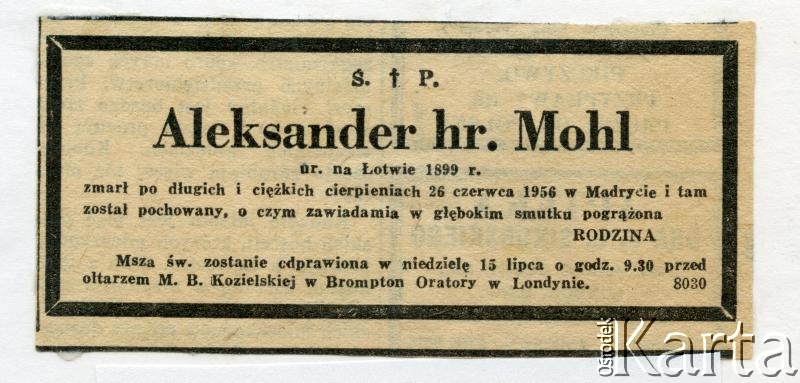 Ś. † P.
Aleksander hr. Mohl
ur. na Łotwie 1899 r.
zmarł po długich i ciężkich cierpieniach 26 czerwca 1956 w Madrycie i tam
został pochowany, o czym zawiadamia w głębokim smutku pogrążona
RODZINA
Msza św. zostanie cdprawiona w niedzielę 15 lipca o godz. 9.30 przed
ołtarzem M. B. Kozielskiej w Brompton Oratory w Londynie. 8030
Ośrodek
Karta